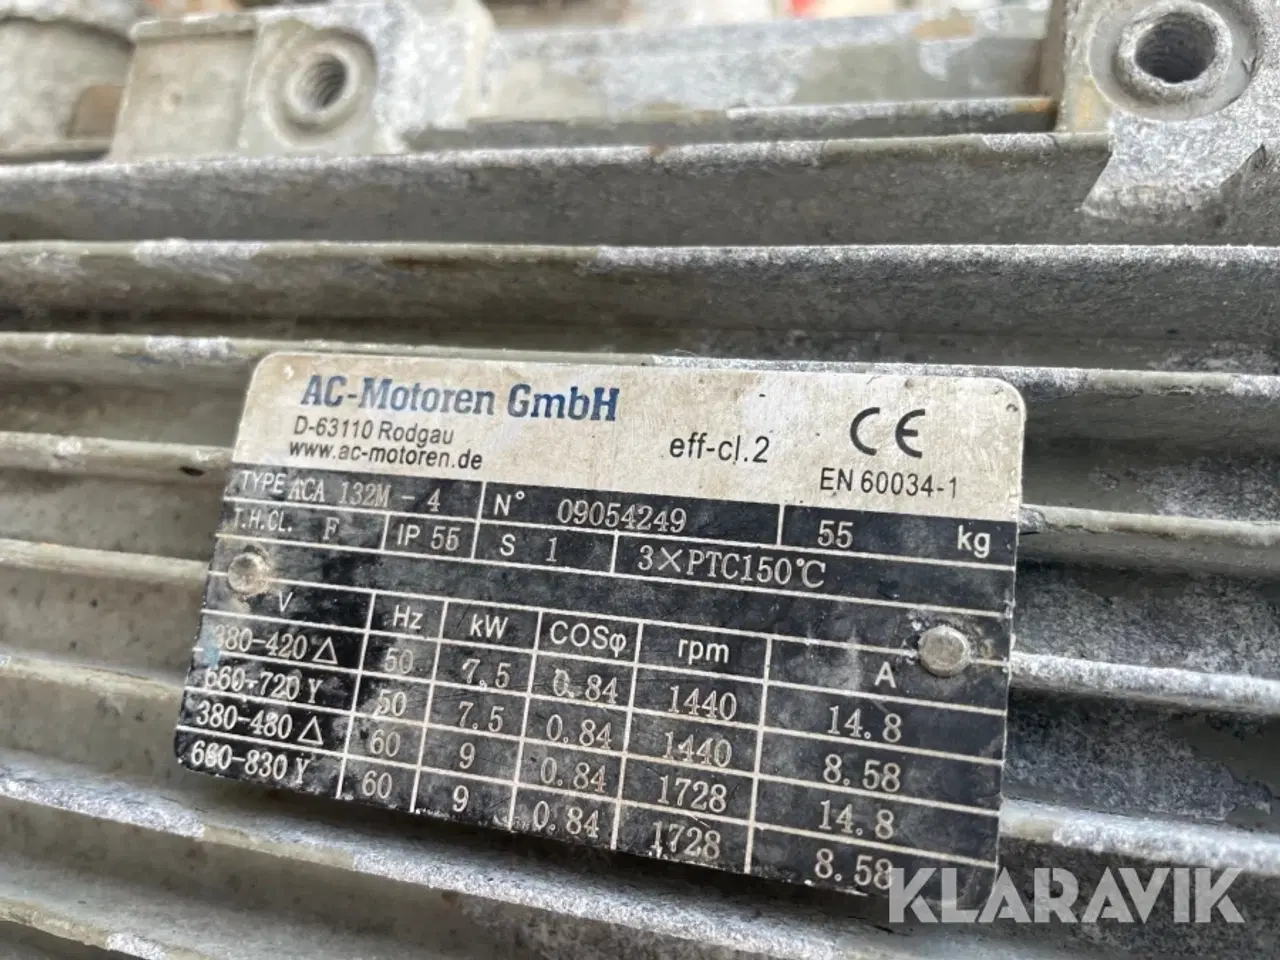 AC-Motoren GmbH
D-63110 Rodgau
www.ac-motoren.de
eff-cl.2
CE
EN 60034-1
TYPE ACA 132M - 4 N° 09054249 55 kg
T.H.CL. F IP 55 S 1 3×PTC150℃
V Hz kW COSφ rpm A
380-420 △ 50 7.5 0.84 1440 14.8
660-720 Y 50 7.5 0.84 1440 8.58
380-480 △ 60 9 0.84 1728 14.8
660-830 Y 60 9 0.84 1728 8.58
KLARAVIK